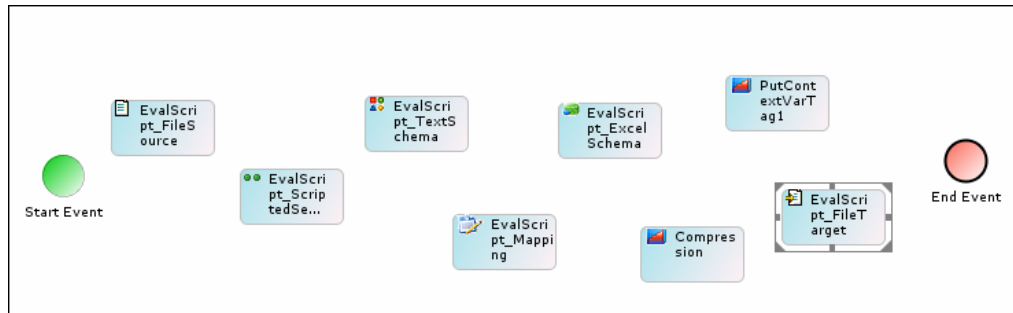 Start Event
EvalScri
pt_FileS
ource
EvalScri
pt_Scrip
tedSe...
EvalScri
pt_TextS
chema
EvalScri
pt_Mappi
ng
EvalScri
pt_Excel
Schema
Compres
sion
PutCont
extVarT
ag1
EvalScri
pt_FileT
arget
End Event